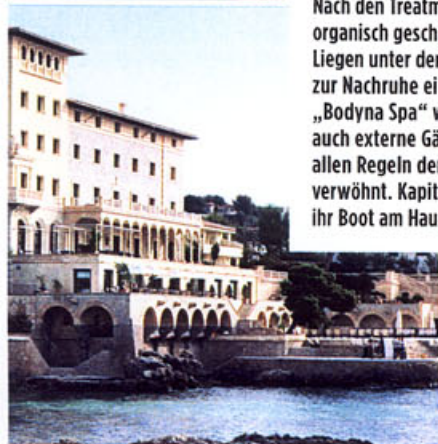 Nach den Treatm
organisch gesch
Liegen unter der
zur Nachruhe ei
„Bodyna Spa“ v
auch externe Gä
allen Regeln der
verwöhnt. Kapit
ihr Boot am Hau